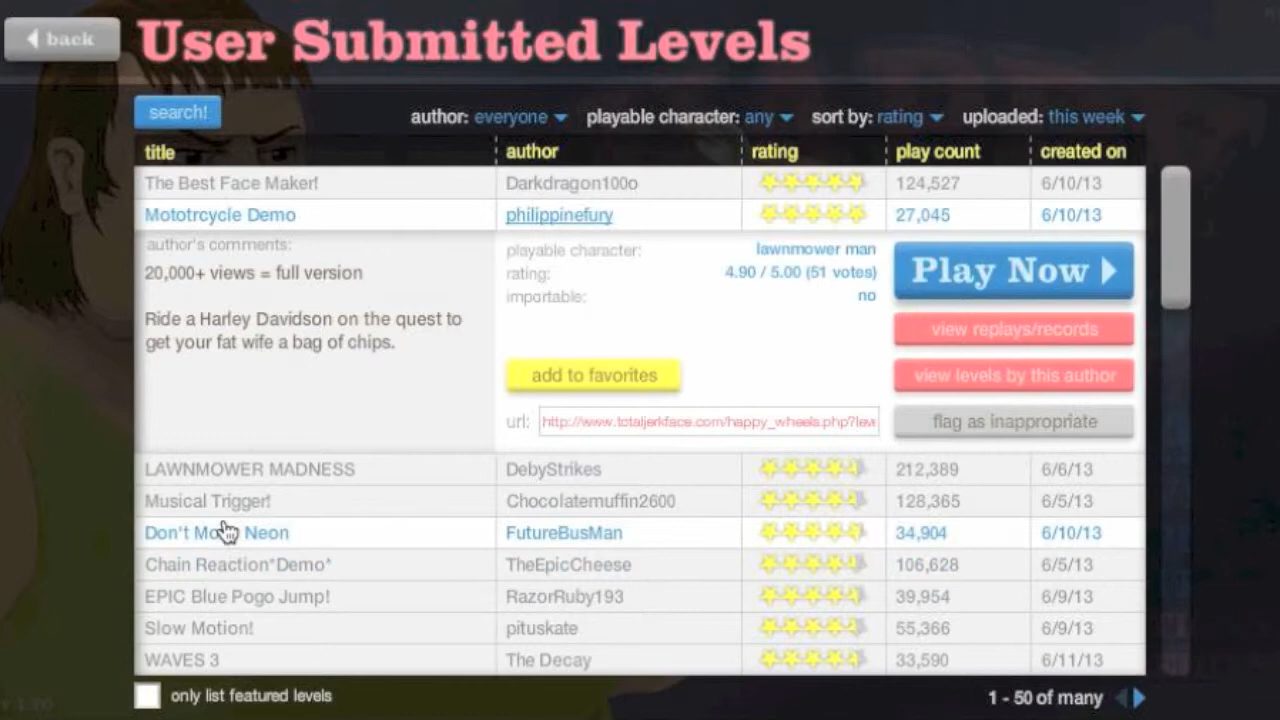 back
User Submitted Levels
search!
author: everyone playable character: any sort by: rating uploaded: this week
title author rating play count created on
The Best Face Maker! Darkdragon100o 124,527 6/10/13
Mototrcycle Demo philippinefury 27,045 6/10/13
author's comments:
20,000+ views = full version
Ride a Harley Davidson on the quest to
get your fat wife a bag of chips.
playable character: lawnmower man
rating: 4.90 / 5.00 (51 votes)
importable: no
add to favorites
url: http://www.totaljerkface.com/happy_wheels.php?lev
Play Now
view replays/records
view levels by this author
flag as inappropriate
LAWNMOWER MADNESS DebyStrikes 212,389 6/6/13
Musical Trigger! Chocolatemuffin2600 128,365 6/5/13
Don't Neon FutureBusMan 34,904 6/10/13
Chain Reaction*Demo* TheEpicCheese 106,628 6/5/13
EPIC Blue Pogo Jump! RazorRuby193 39,954 6/9/13
Slow Motion! pituskate 55,366 6/9/13
WAVES 3 The Decay 33,590 6/11/13
only list featured levels 1 - 50 of many